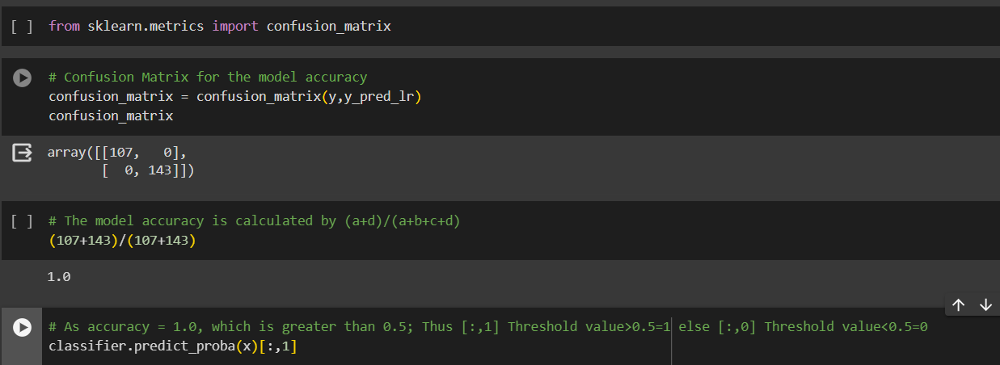 [ ] from sklearn.metrics import confusion_matrix
# Confusion Matrix for the model accuracy
confusion_matrix = confusion_matrix(y,y_pred_lr)
confusion_matrix
array([[107,   0],
       [  0, 143]])
[ ] # The model accuracy is calculated by (a+d)/(a+b+c+d)
(107+143)/(107+143)
1.0
# As accuracy = 1.0, which is greater than 0.5; Thus [:,1] Threshold value>0.5=1 else [:,0] Threshold value<0.5=0
classifier.predict_proba(x)[:,1]